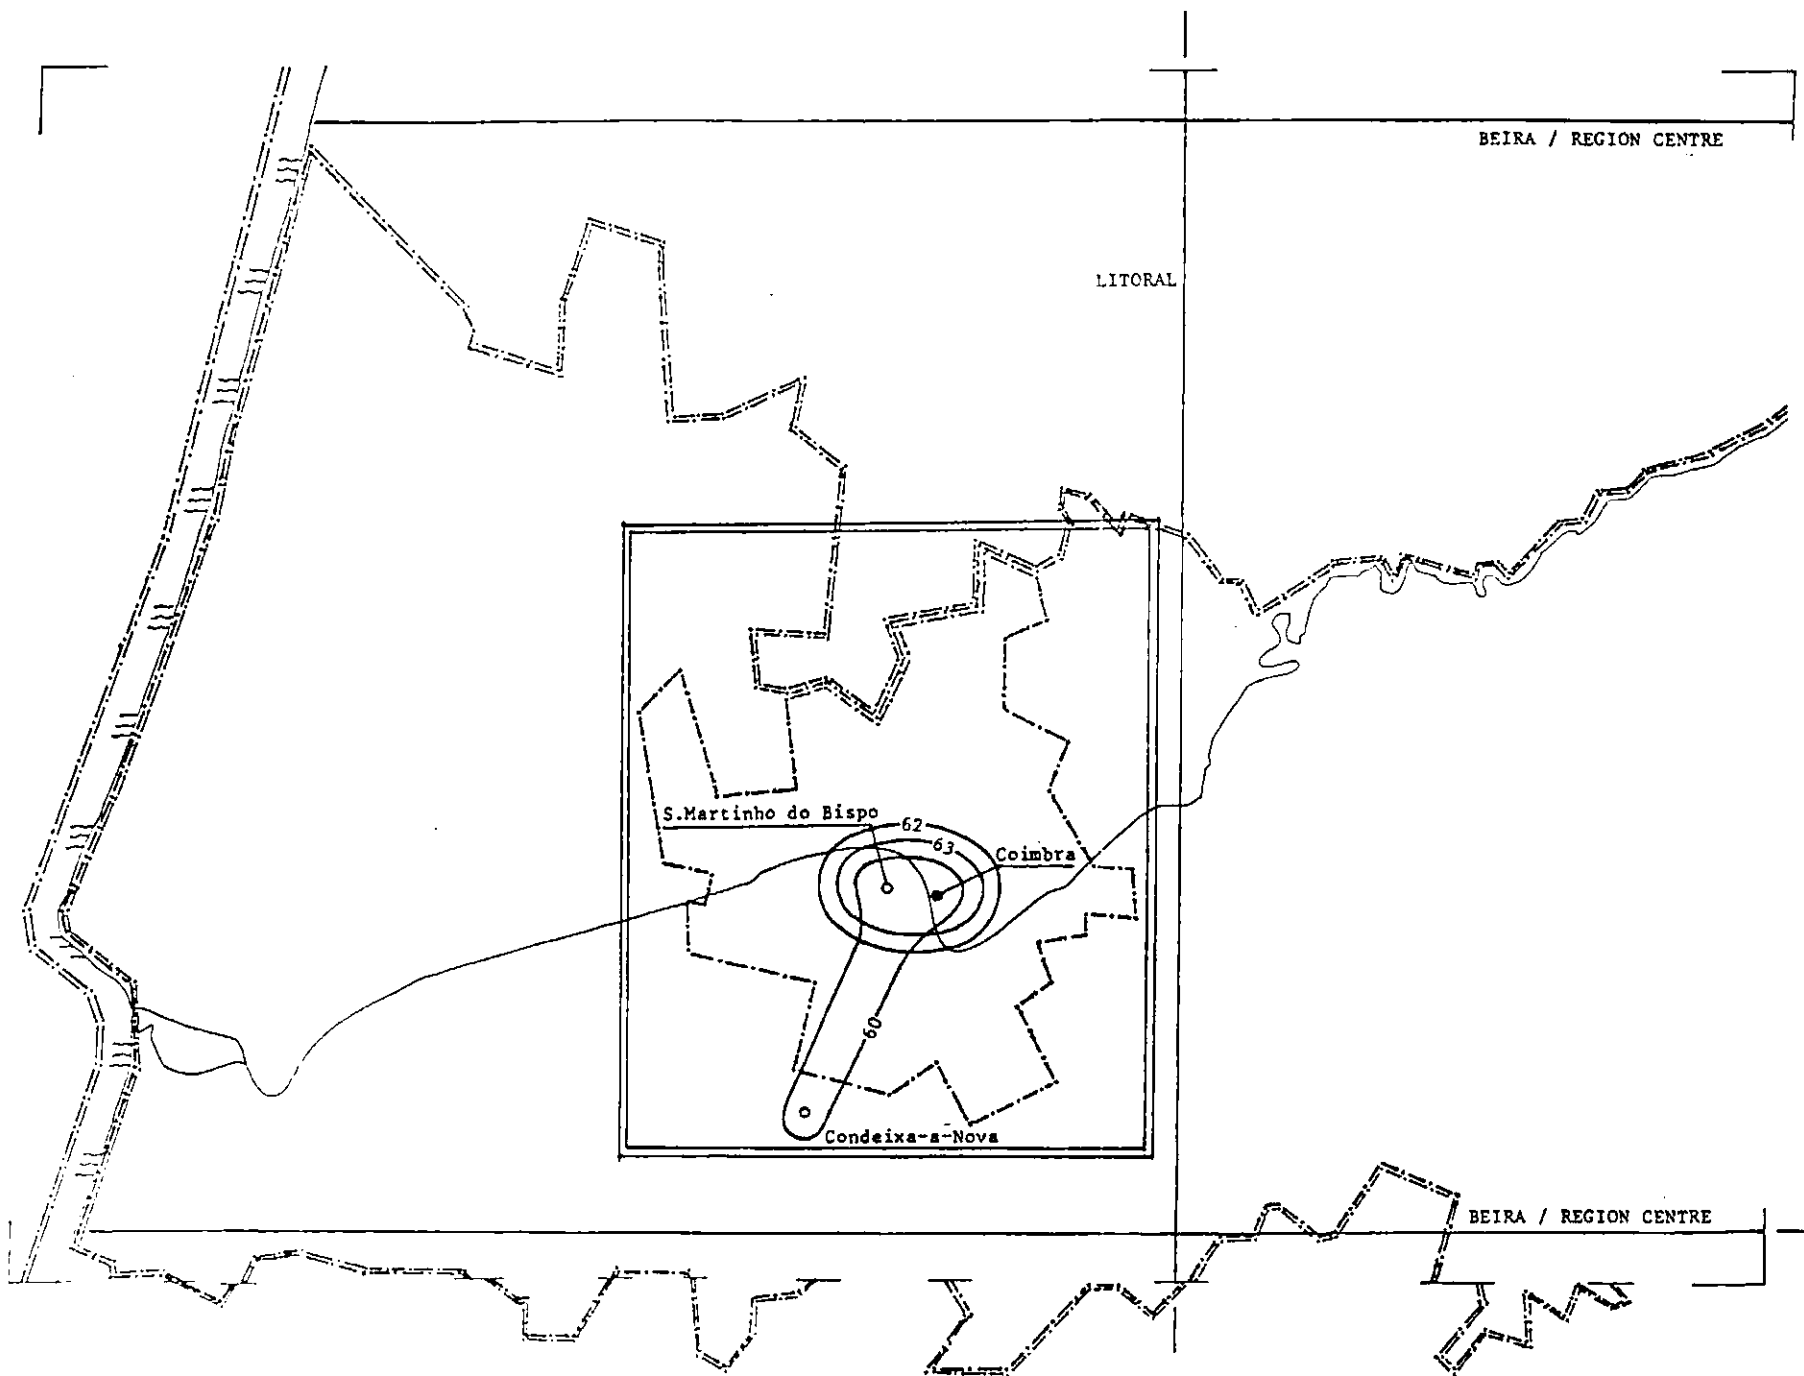 BEIRA / REGION CENTRE
LITORAL
S.Martinho do Bispo
62
63
Coimbra
60
Condeixa-a-Nova
BEIRA / REGION CENTRE